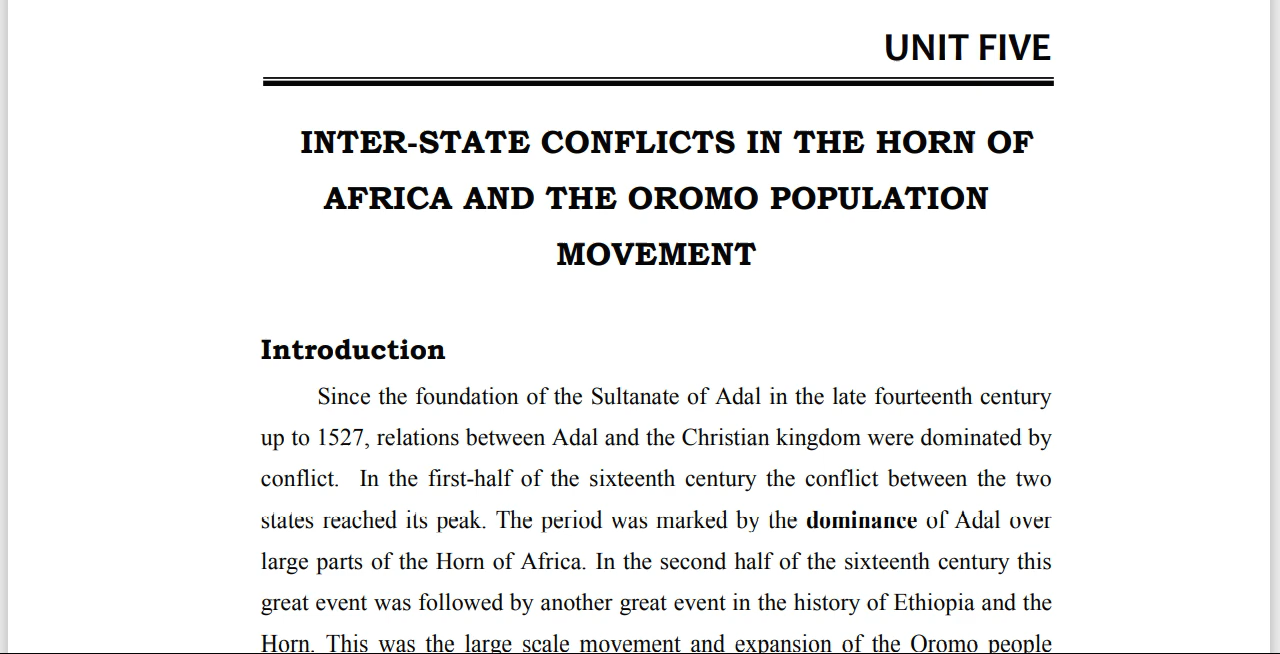 UNIT FIVE
INTER-STATE CONFLICTS IN THE HORN OF
AFRICA AND THE OROMO POPULATION
MOVEMENT
Introduction
Since the foundation of the Sultanate of Adal in the late fourteenth century
up to 1527, relations between Adal and the Christian kingdom were dominated by
conflict.  In the first-half of the sixteenth century the conflict between the two
states reached its peak. The period was marked by the dominance of Adal over
large parts of the Horn of Africa. In the second half of the sixteenth century this
great event was followed by another great event in the history of Ethiopia and the
Horn. This was the large scale movement and expansion of the Oromo people